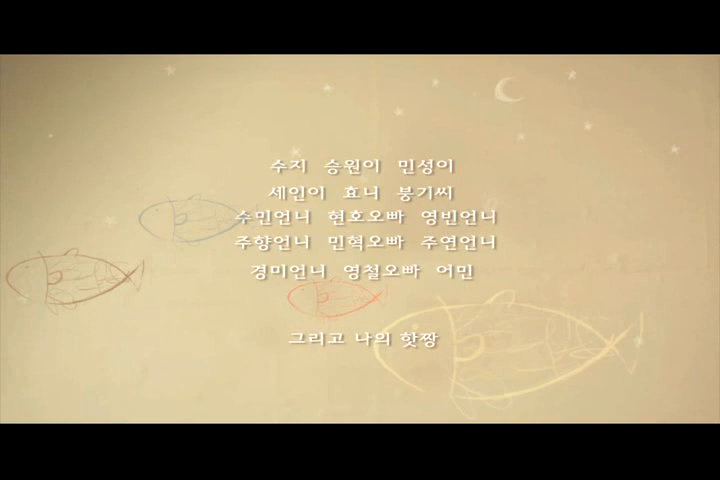 수지 승원이 민성이
세인이 효니 붕기씨
수민언니 현호오빠 영빈언니
주향언니 민혁오빠 주연언니
경미언니 영철오빠 어민
그리고 나의 핫짱